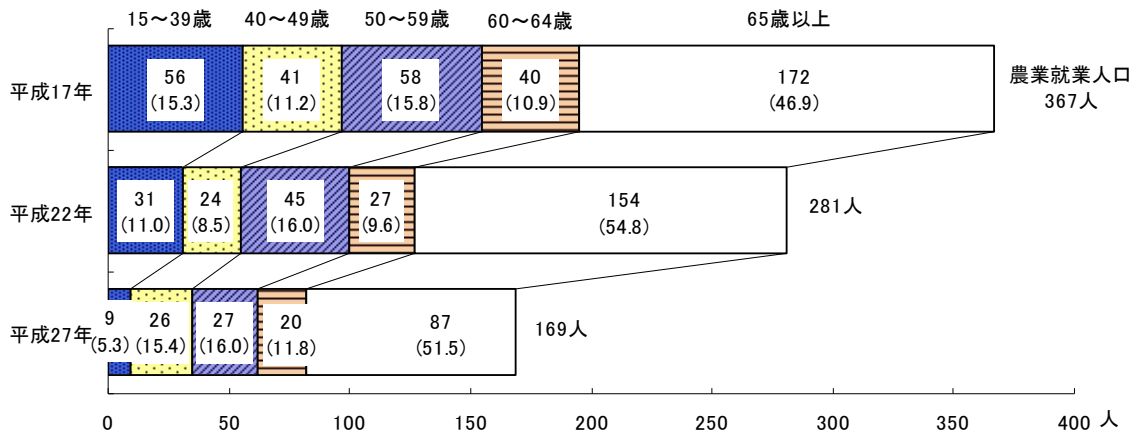 15～39歳 40～49歳 50～59歳 60～64歳 65歳以上
平成17年 56 41 58 40 172 農業就業人口
(15.3) (11.2) (15.8) (10.9) (46.9) 367人
平成22年 31 24 45 27 154 281人
(11.0) (8.5) (16.0) (9.6) (54.8)
平成27年 9 26 27 20 87 169人
(5.3) (15.4) (16.0) (11.8) (51.5)
0 50 100 150 200 250 300 350 400 人